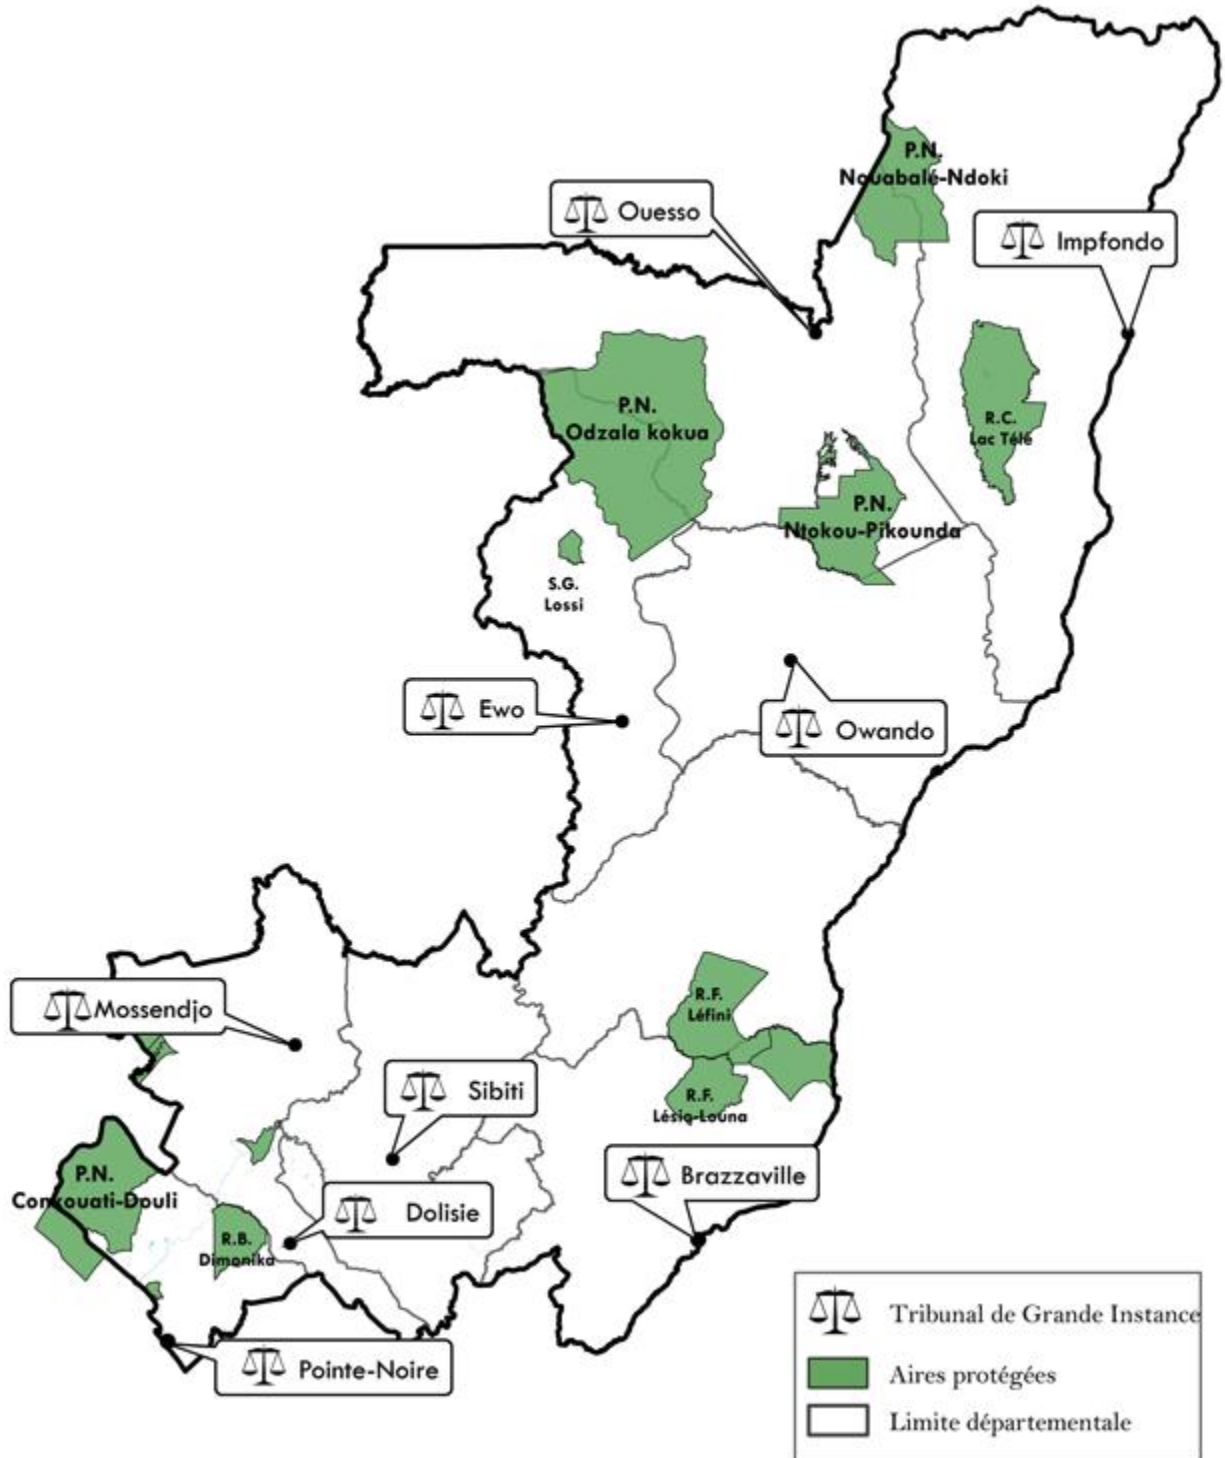 P.N.
Nouabalé-Ndoki
Ouesso
Impfondo
P.N.
Odzala kokua
R.C.
Lac Télé
P.N.
Ntokou-Pikounda
S.G.
Lossi
Ewo
Owando
Mossendjo
R.F.
Léfini
Sibiti
R.F.
Lésio-Louna
P.N.
Conkouati-Douli
Brazzaville
Dolisie
R.B.
Dimonika
Pointe-Noire
Tribunal de Grande Instance
Aires protégées
Limite départementale